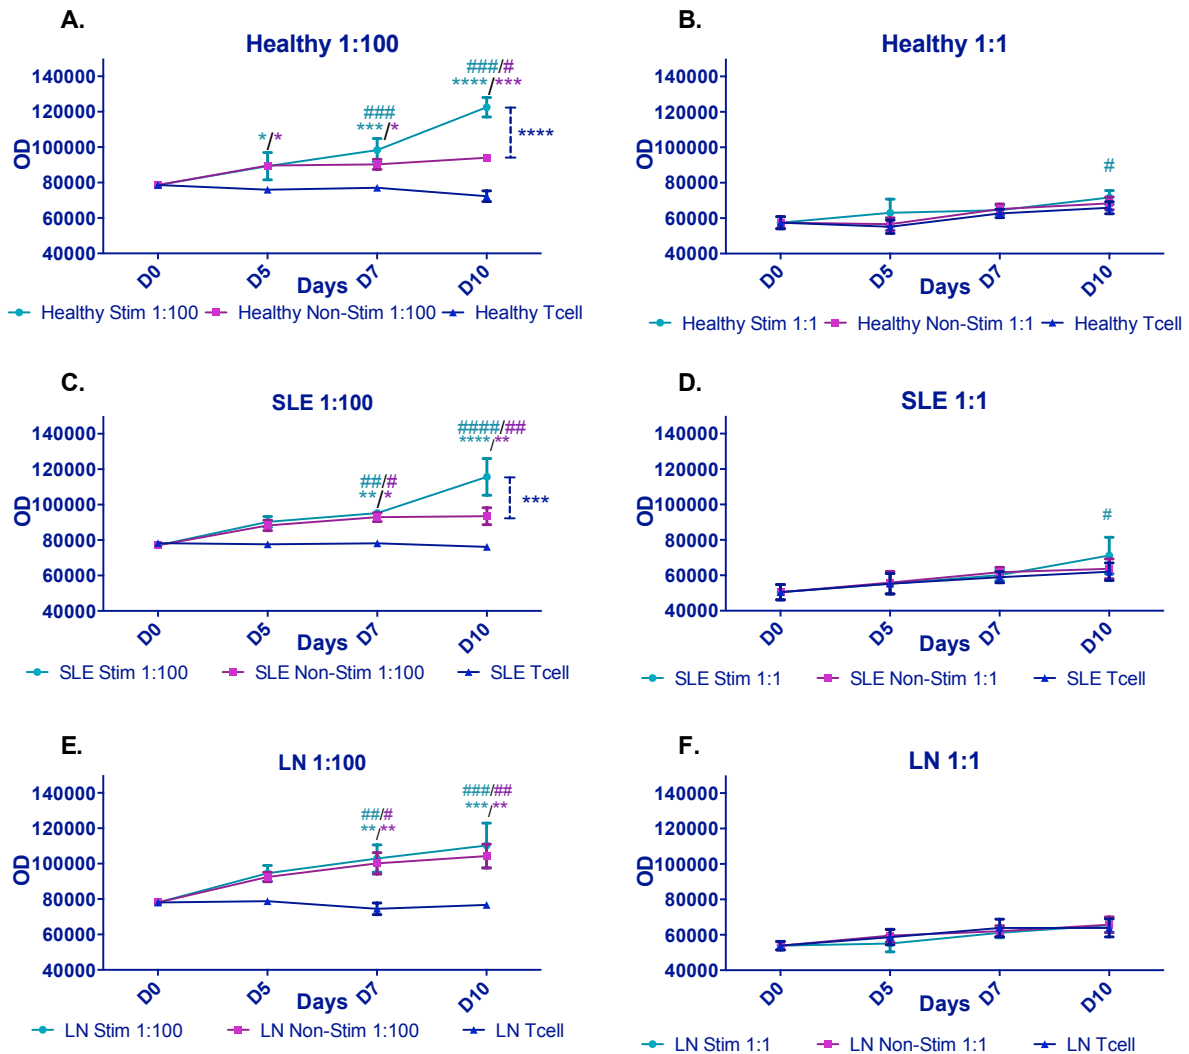 A.
Healthy 1:100
OD
140000
120000
100000
80000
60000
40000
*/*
###
***/*
###/#
****/***
****
D0
D5
D7
D10
Days
Healthy Stim 1:100 Healthy Non-Stim 1:100 Healthy Tcell
B.
Healthy 1:1
OD
140000
120000
100000
80000
60000
40000
#
D0
D5
D7
D10
Days
Healthy Stim 1:1 Healthy Non-Stim 1:1 Healthy Tcell
C.
SLE 1:100
OD
140000
120000
100000
80000
60000
40000
##/#
**/*
####/##
****/**
***
D0
D5
D7
D10
Days
SLE Stim 1:100 SLE Non-Stim 1:100 SLE Tcell
D.
SLE 1:1
OD
140000
120000
100000
80000
60000
40000
#
D0
D5
D7
D10
Days
SLE Stim 1:1 SLE Non-Stim 1:1 SLE Tcell
E.
LN 1:100
OD
140000
120000
100000
80000
60000
40000
##/#
**/**
###/##
***/**
D0
D5
D7
D10
Days
LN Stim 1:100 LN Non-Stim 1:100 LN Tcell
F.
LN 1:1
OD
140000
120000
100000
80000
60000
40000
D0
D5
D7
D10
Days
LN Stim 1:1 LN Non-Stim 1:1 LN Tcell